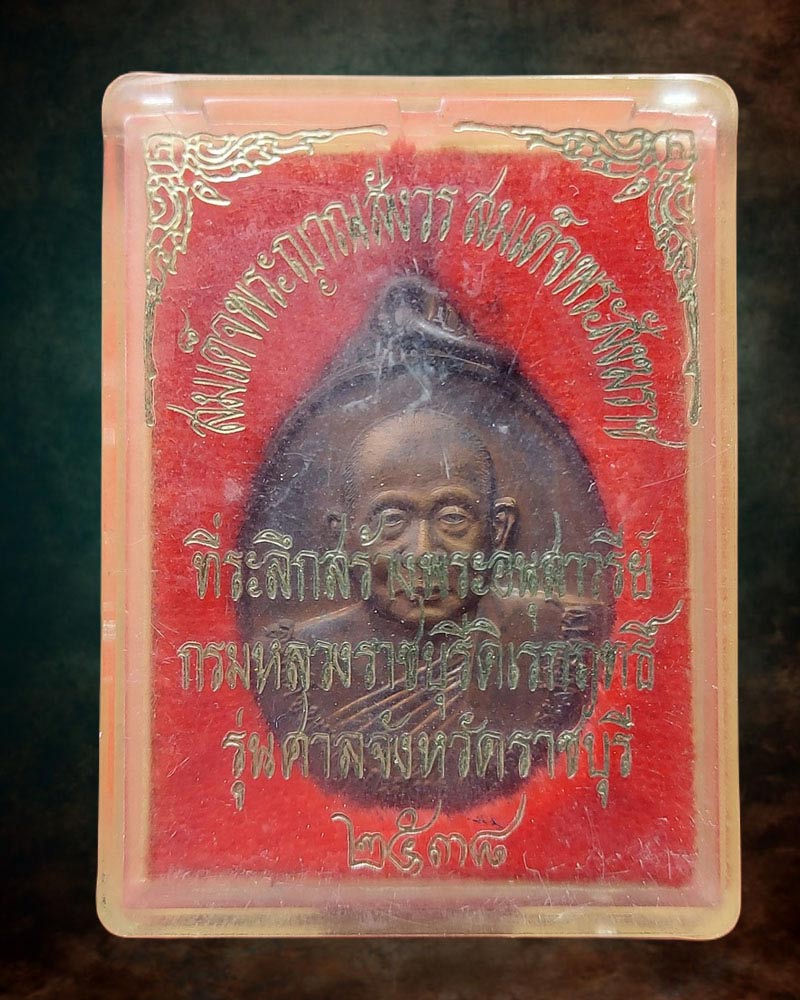 สมเด็จพระญาณสังวร สมเด็จพระสังฆราช
ที่ระลึกสร้างพระอนุสาวรีย์
กรมหลวงราชบุรีดิเรกฤทธิ์
รุ่นศาลจังหวัดราชบุรี
๒๕๓๘